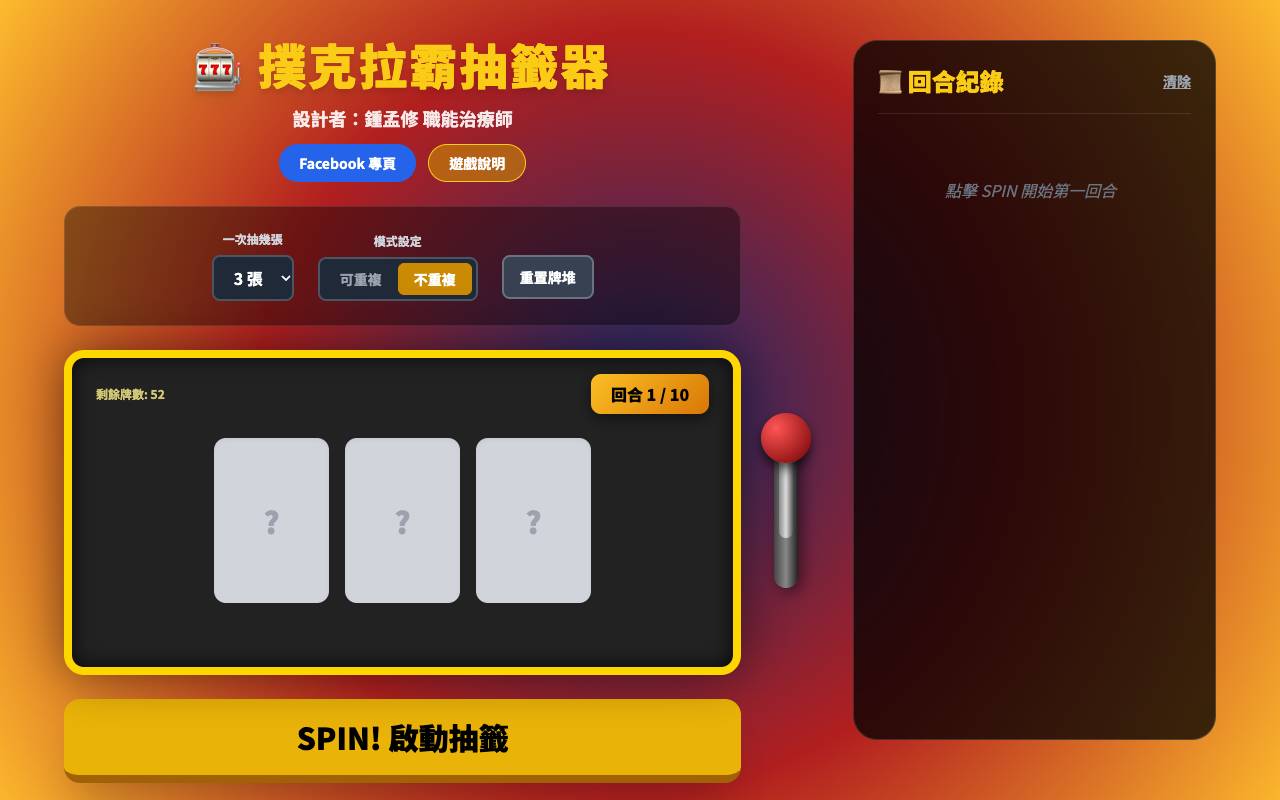 777 撲克拉霸抽籤器
設計者：鍾孟修 職能治療師
Facebook 專頁
遊戲說明
一次抽幾張
模式設定
3 張
可重複
不重複
重置牌堆
剩餘牌數: 52
回合 1 / 10
? ? ?
SPIN! 啟動抽籤
回合紀錄
清除
點擊 SPIN 開始第一回合